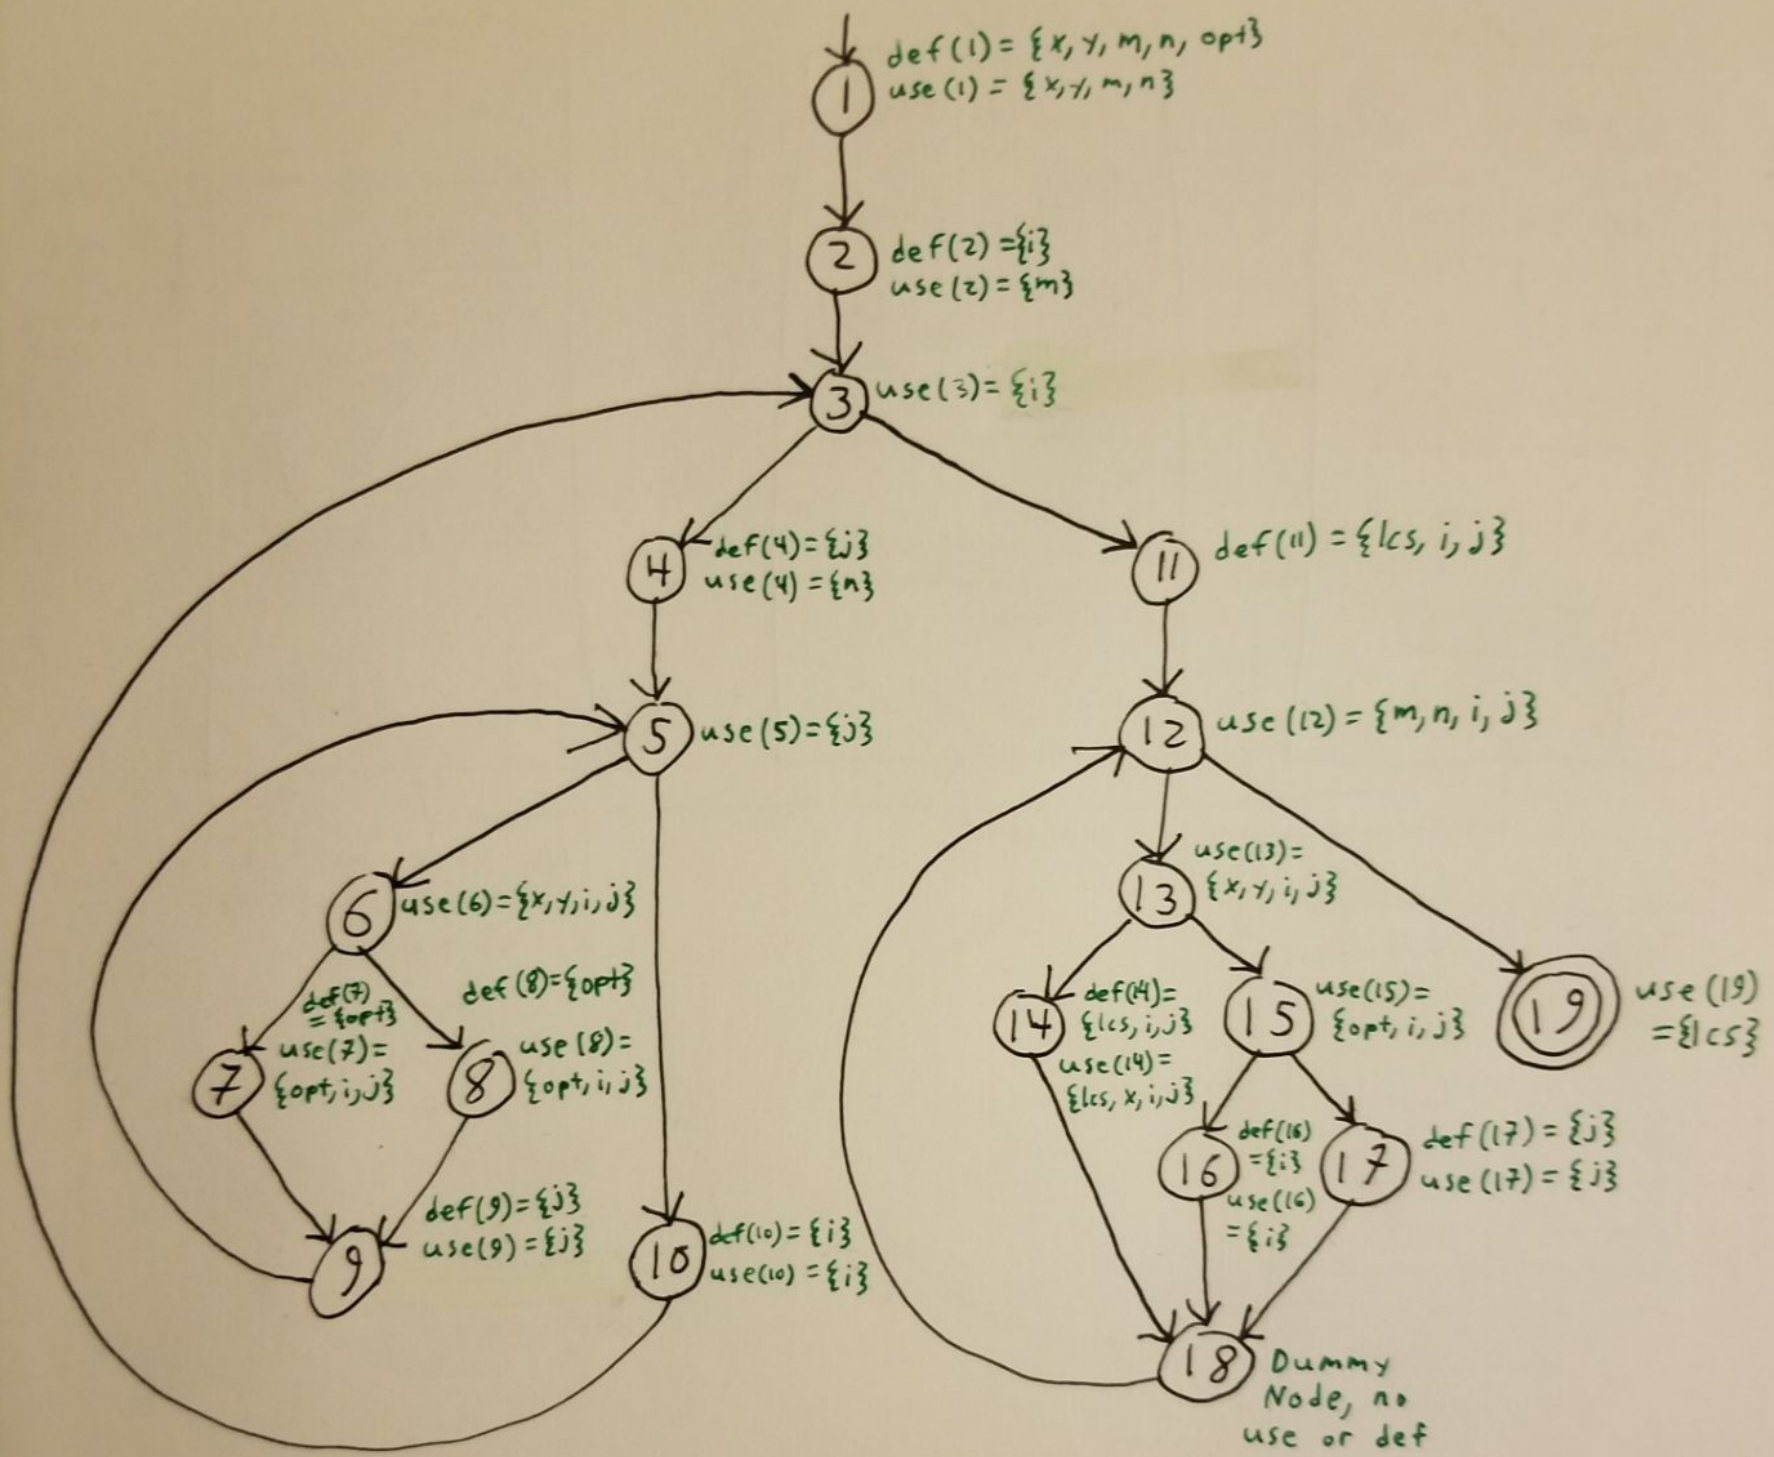 def(1) = {x, y, m, n, opt}
1
use(1) = {x, y, m, n}
2
def(2) = {i}
use(2) = {m}
3
use(3) = {i}
4
def(4) = {j}
use(4) = {n}
11
def(11) = {lcs, i, j}
5
use(5) = {j}
12
use(12) = {m, n, i, j}
6
use(6) = {x, y, i, j}
13
use(13) =
{x, y, i, j}
7
def(7)
= {opt}
use(7) =
{opt, i, j}
8
def(8) = {opt}
use(8) =
{opt, i, j}
14
def(14) =
{lcs, i, j}
use(14) =
{lcs, x, i, j}
15
use(15) =
{opt, i, j}
19
use(19)
= {lcs}
16
def(16)
= {i}
use(16)
= {i}
17
def(17) = {j}
use(17) = {j}
9
def(9) = {j}
use(9) = {j}
10
def(10) = {i}
use(10) = {i}
18
Dummy
Node, no
use or def